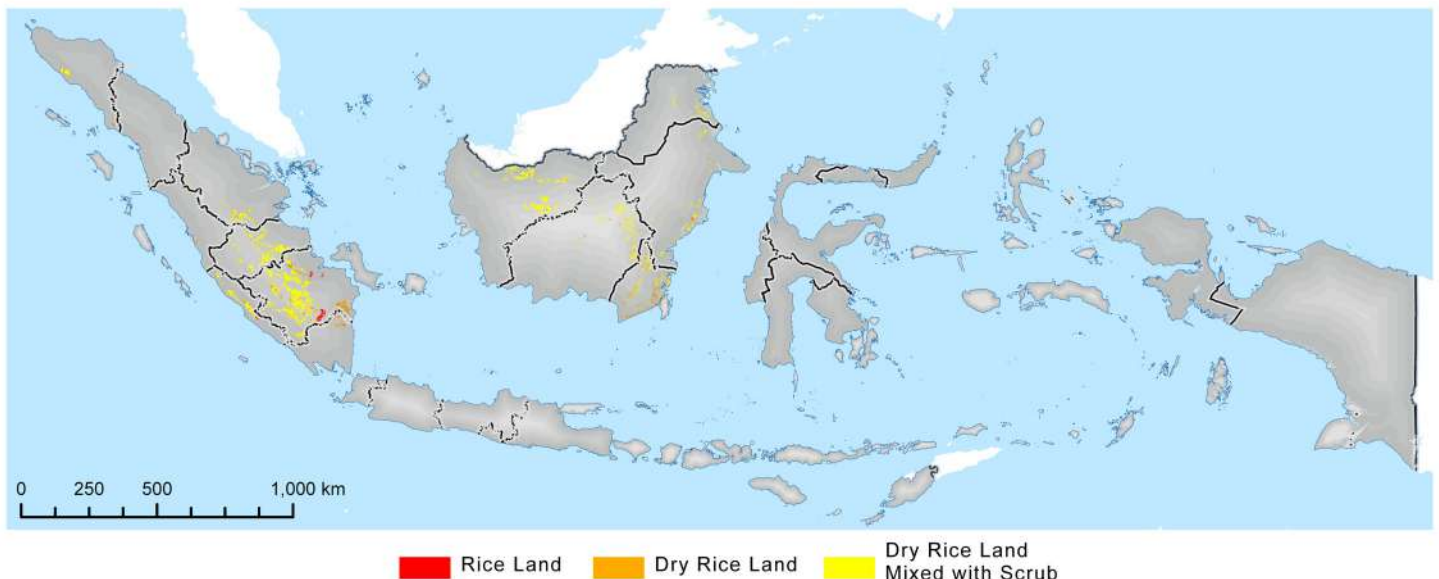 0 250 500 1,000 km
Rice Land Dry Rice Land Dry Rice Land
Mixed with Scrub